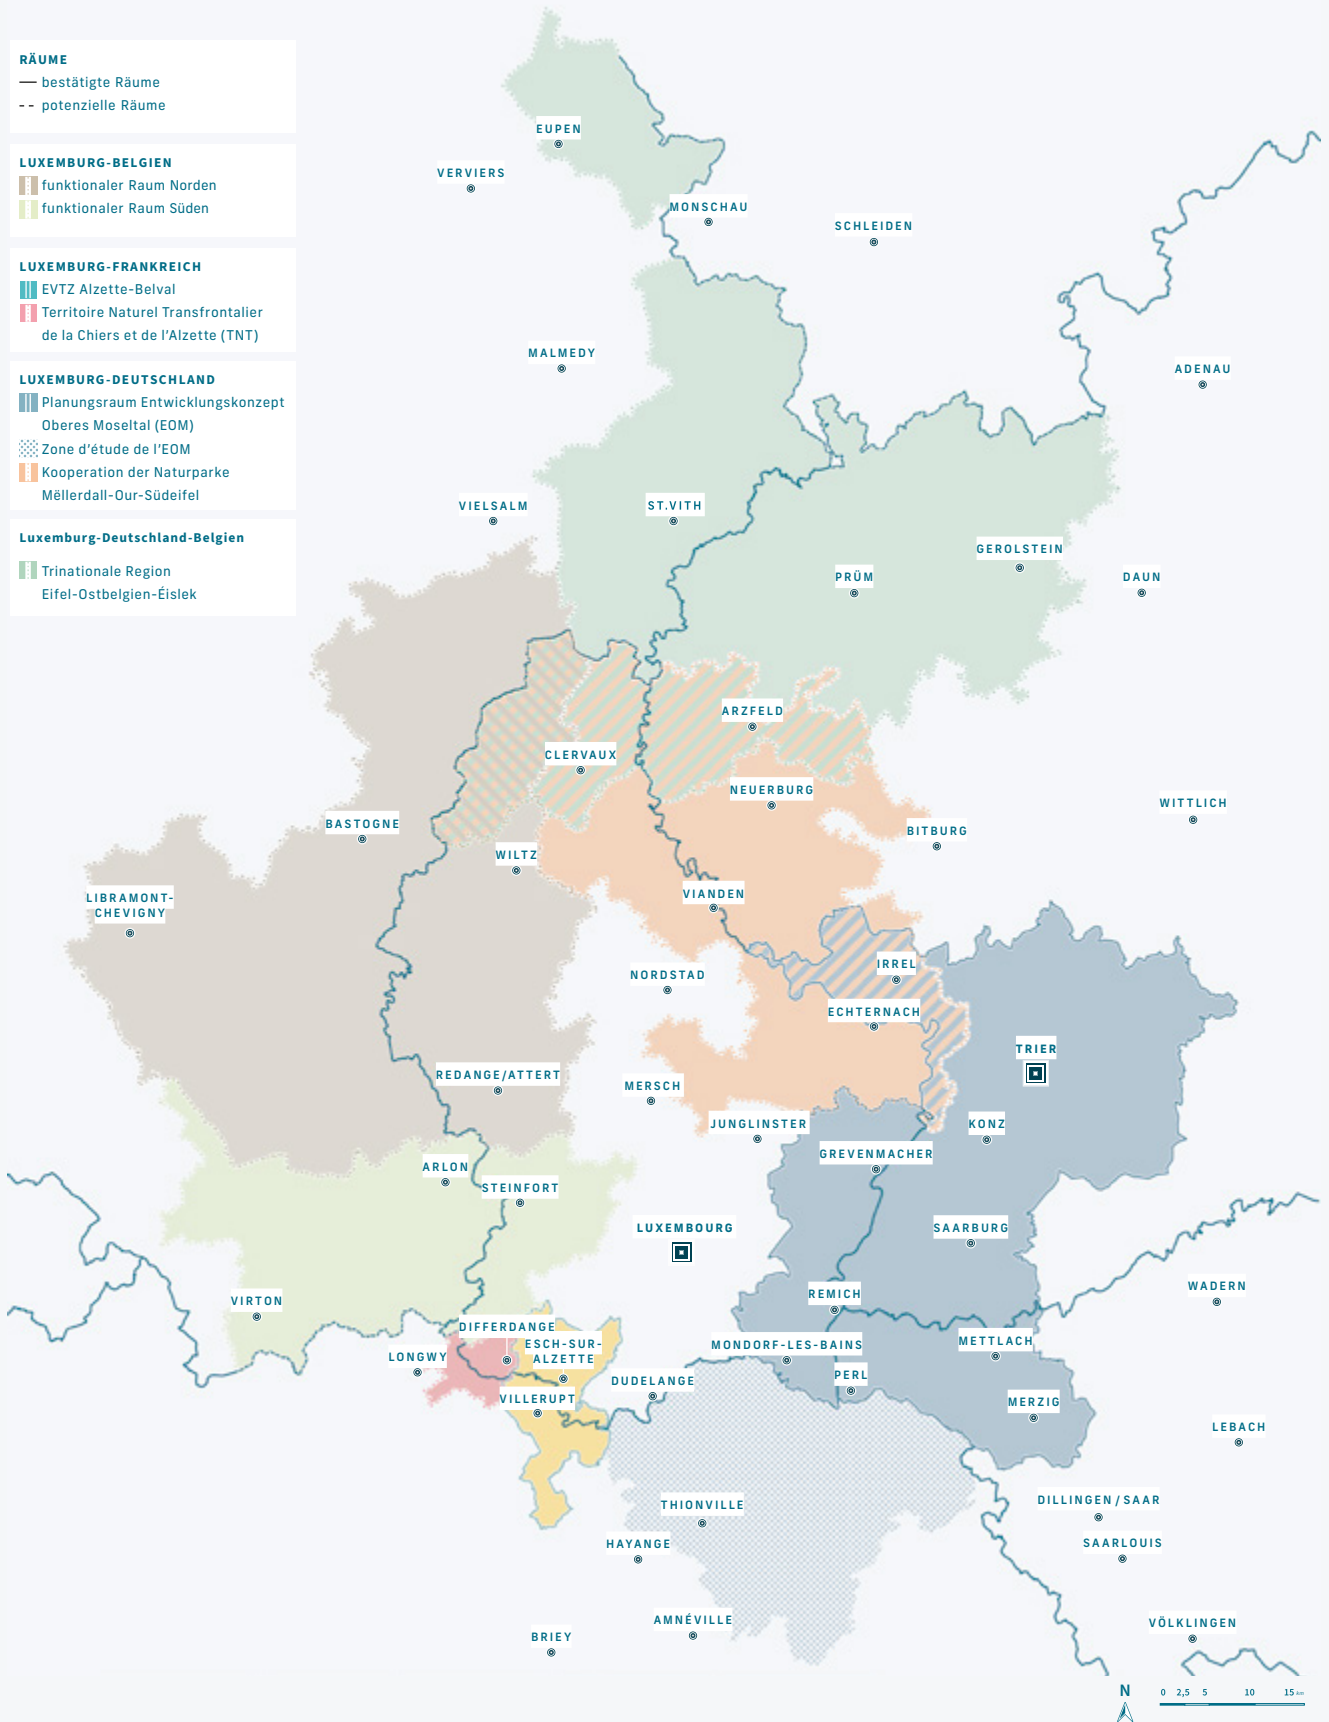 RÄUME
bestätigte Räume
potenzielle Räume
LUXEMBURG-BELGIEN
funktionaler Raum Norden
funktionaler Raum Süden
LUXEMBURG-FRANKREICH
EVTZ Alzette-Belval
Territoire Naturel Transfrontalier
de la Chiers et de l'Alzette (TNT)
LUXEMBURG-DEUTSCHLAND
Planungsraum Entwicklungskonzept
Oberes Moseltal (EOM)
Zone d'étude de l'EOM
Kooperation der Naturparke
Mëllerdall-Our-Südeifel
Luxemburg-Deutschland-Belgien
Trinationale Region
Eifel-Ostbelgien-Éislek
EUPEN
VERVIERS
MONSCHAU
SCHLEIDEN
MALMEDY
ADENAU
VIELSALM
ST.VITH
GEROLSTEIN
PRÜM
DAUN
ARZFELD
CLERVAUX
NEUERBURG
WITTLICH
BASTOGNE
BITBURG
WILTZ
LIBRAMONT-
CHEVIGNY
VIANDEN
IRREL
NORDSTAD
ECHTERNACH
TRIER
REDANGE/ATTERT
MERSCH
JUNGLINSTER
KONZ
GREVENMACHER
ARLON
STEINFORT
LUXEMBOURG
SAARBURG
WADERN
REMICH
VIRTON
DIFFERDANGE
ESCH-SUR-
ALZETTE
MONDORF-LES-BAINS
METTLACH
LONGWY
DUDELANGE
PERL
VILLERUPT
MERZIG
LEBACH
THIONVILLE
DILLINGEN/SAAR
HAYANGE
SAARLOUIS
AMNÉVILLE
VÖLKLINGEN
BRIEY
N
0 2,5 5 10 15 km